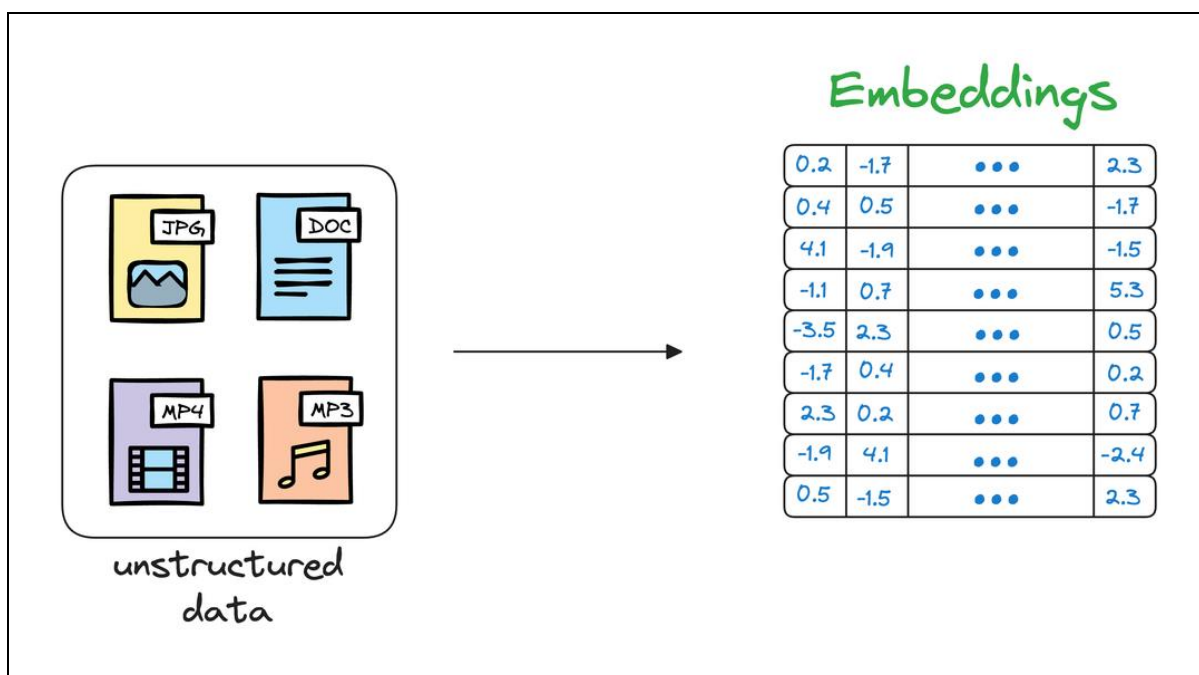 Embeddings
JPG
DOC
MP4
MP3
unstructured
data
0.2 -1.7 ••• 2.3
0.4 0.5 ••• -1.7
4.1 -1.9 ••• -1.5
-1.1 0.7 ••• 5.3
-3.5 2.3 ••• 0.5
-1.7 0.4 ••• 0.2
2.3 0.2 ••• 0.7
-1.9 4.1 ••• -2.4
0.5 -1.5 ••• 2.3